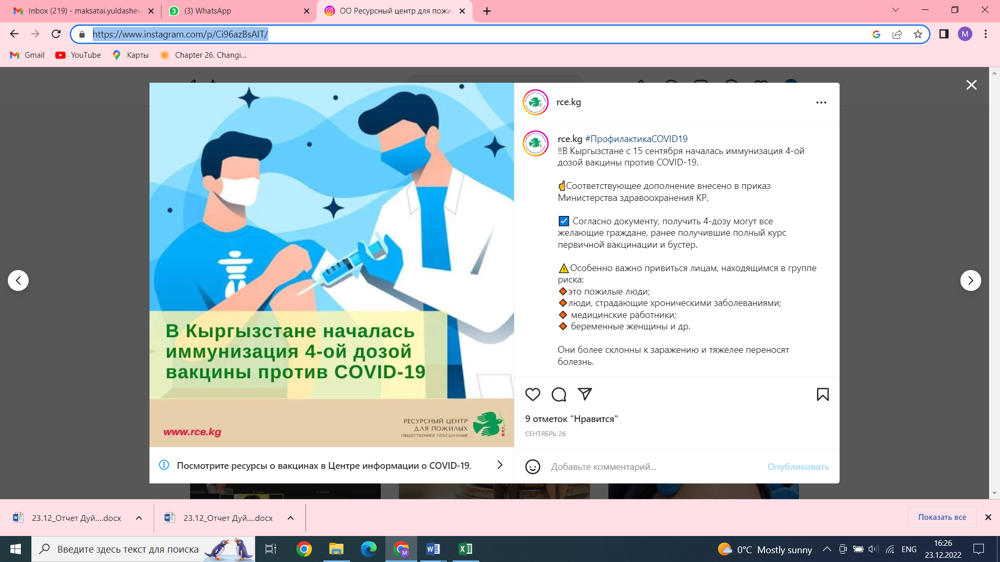 Inbox (219) - maksatai.yuldashev
(3) WhatsApp
ОО Ресурсный центр для пожи
https://www.instagram.com/p/Ci96azBsAIT/
M
Gmail
YouTube
Карты
Chapter 26. Changi...
rce.kg
rce.kg #ПрофилактикаCOVID19
‼В Кыргызстане с 15 сентября началась иммунизация 4-ой
дозой вакцины против COVID-19.
☝Соответствующее дополнение внесено в приказ
Министерства здравоохранения КР.
☑ Согласно документу, получить 4-дозу могут все
желающие граждане, ранее получившие полный курс
первичной вакцинации и бустер.
⚠Особенно важно привиться лицам, находящимся в группе
риска:
🔸это пожилые люди;
🔸люди, страдающие хроническими заболеваниями;
🔸 медицинские работники;
🔸 беременные женщины и др.
Они более склонны к заражению и тяжелее переносят
болезнь.
В Кыргызстане началась
иммунизация 4-ой дозой
вакцины против COVID-19
www.rce.kg
РЕСУРСНЫЙ ЦЕНТР
ДЛЯ ПОЖИЛЫХ
ОБЩЕСТВЕННОЕ ОБЪЕДИНЕНИЕ
9 отметок "Нравится"
СЕНТЯБРЬ 26
Посмотрите ресурсы о вакцинах в Центре информации о COVID-19.
Добавьте комментарий...
Опубликовать
23.12_Отчет Дуй....docx
23.12_Отчет Дуй....docx
Показать все
Введите здесь текст для поиска
0°C Mostly sunny
ENG
16:26
23.12.2022